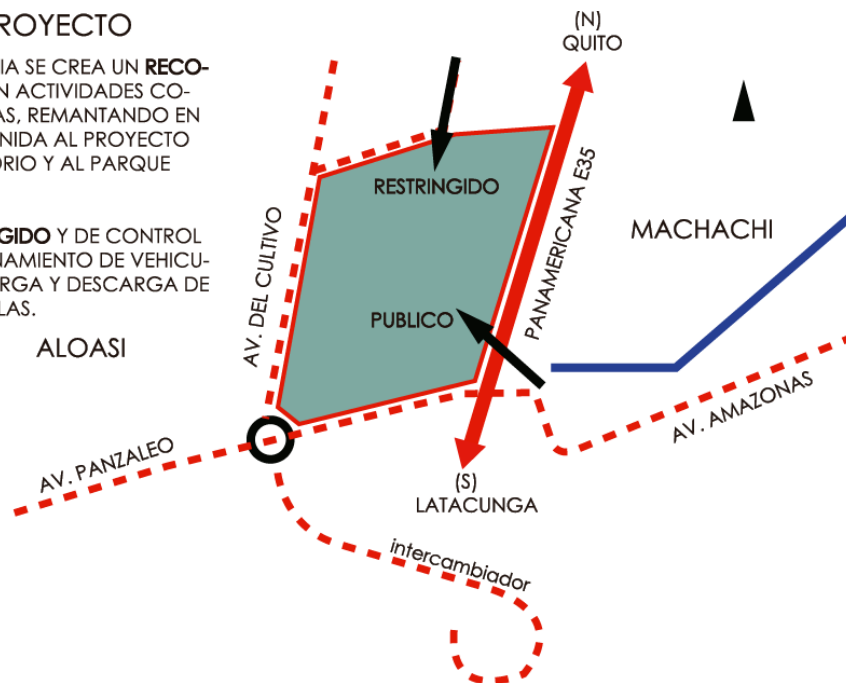 ROYECTO
IA SE CREA UN RECO-
N ACTIVIDADES CO-
AS, REMANTANDO EN
NIDA AL PROYECTO
ORIO Y AL PARQUE
GIDO Y DE CONTROL
NAMIENTO DE VEHICU-
RGA Y DESCARGA DE
LAS.
ALOASI
(N)
QUITO
RESTRINGIDO
PANAMERICANA E35
MACHACHI
AV. DEL CULTIVO
PUBLICO
AV. PANZALEO
AV. AMAZONAS
(S)
LATACUNGA
intercambiador